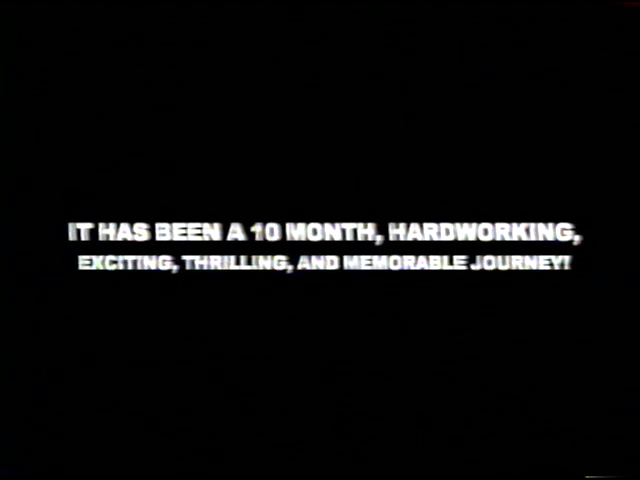 IT HAS BEEN A 10 MONTH, HARDWORKING,
EXCITING, THRILLING, AND MEMORABLE JOURNEY!